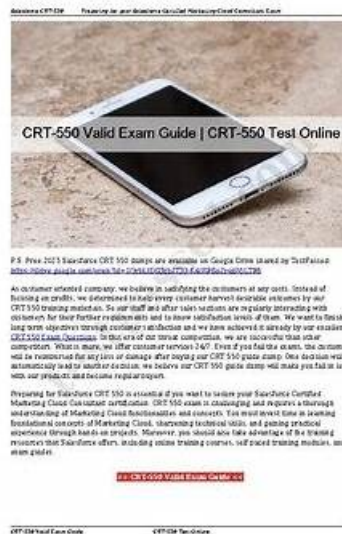 Salesforce CRT-550
CRT-550 Valid Exam Guide | CRT-550 Test Online
P.S. Free 2023 Salesforce CRT-550 dumps are available on Google Drive shared by
As customer oriented company, we believe in satisfying the customers at any costs. Instead of
focusing on profits, we determined to help every customer harvest desirable outcomes by our
CRT-550 training materials. So our staff and after sales sections are regularly interacting with
customers for their further requirements and to know satisfaction levels of them. We want to finish
long term objectives through customer satisfaction and we have achieved it already by our excellent
CRT-550 Exam Questions. In this era of cut throat competition, we are successful than other
competitors. What is more, we offer customer services 24/7. Even if you fail the exams, the customer
will be reimbursed for any loss or damage after buying our CRT-550 guide dump. One decision will
automatically lead to another decision, we believe our CRT-550 guide dump will make you fall in love
with our products and become regular buyers.
Preparing for Salesforce CRT-550 is essential if you want to secure your Salesforce Certified
Marketing Cloud Consultant certification. CRT-550 exam is challenging and requires a thorough
understanding of Marketing Cloud functionalities and concepts. You must invest time in learning
foundational concepts of Marketing Cloud, sharpening technical skills, and gaining practical
experience through hands-on projects. Moreover, you should also take advantage of the training
resources that Salesforce offers, including online training courses, self-paced training modules, and
exam guides.
>> CRT-550 Valid Exam Guide <<
CRT-550 Valid Exam Guide CRT-550 Test Online